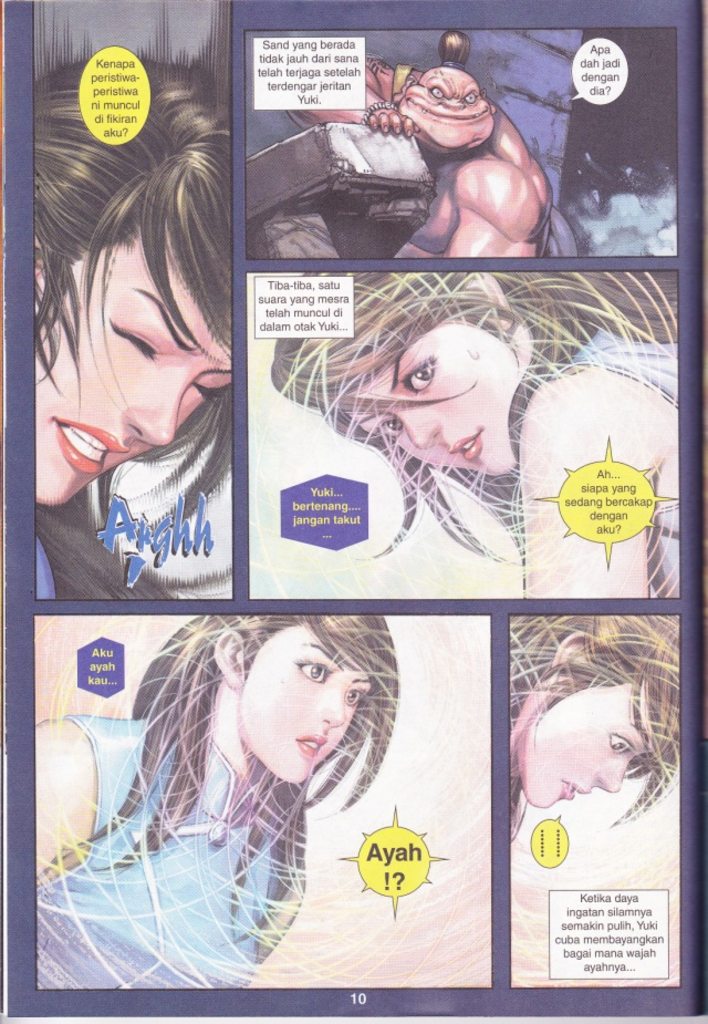 Kenapa
peristiwa-
peristiwa
ni muncul
di fikiran
aku?
Arghh
Sand yang berada
tidak jauh dari sana
telah terjaga setelah
terdengar jeritan
Yuki.
Apa
dah jadi
dengan
dia?
Tiba-tiba, satu
suara yang mesra
telah muncul di
dalam otak Yuki...
Yuki...
bertenang....
jangan takut
...
Ah...
siapa yang
sedang bercakap
dengan
aku?
Aku
ayah
kau...
Ayah
!?
!!
Ketika daya
ingatan silamnya
semakin pulih, Yuki
cuba membayangkan
bagai mana wajah
ayahnya...
10